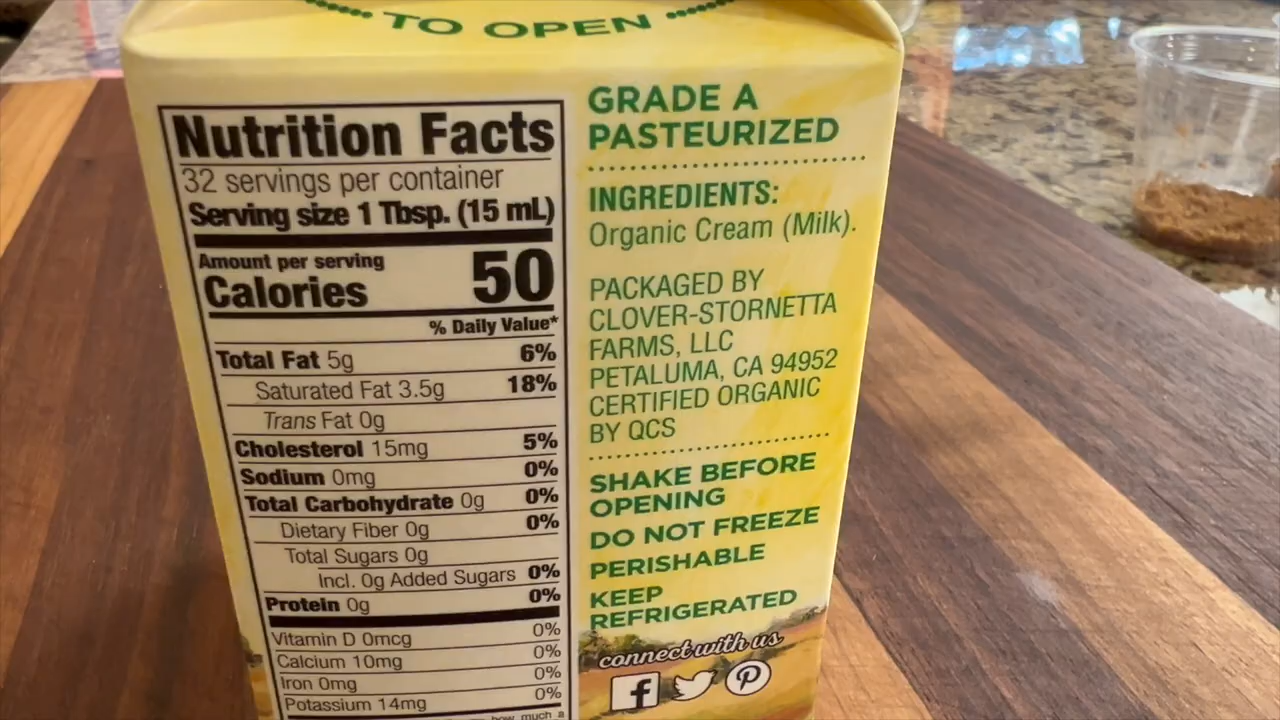 TO OPEN
Nutrition Facts
32 servings per container
Serving size 1 Tbsp. (15 mL)
Amount per serving
Calories 50
% Daily Value*
Total Fat 5g 6%
Saturated Fat 3.5g 18%
Trans Fat 0g
Cholesterol 15mg 5%
Sodium 0mg 0%
Total Carbohydrate 0g 0%
Dietary Fiber 0g 0%
Total Sugars 0g
Incl. 0g Added Sugars 0%
Protein 0g 0%
Vitamin D 0mcg 0%
Calcium 10mg 0%
Iron 0mg 0%
Potassium 14mg 0%
how much a
GRADE A
PASTEURIZED
INGREDIENTS:
Organic Cream (Milk).
PACKAGED BY
CLOVER-STORNETTA
FARMS, LLC
PETALUMA, CA 94952
CERTIFIED ORGANIC
BY QCS
SHAKE BEFORE
OPENING
DO NOT FREEZE
PERISHABLE
KEEP
REFRIGERATED
connect with us